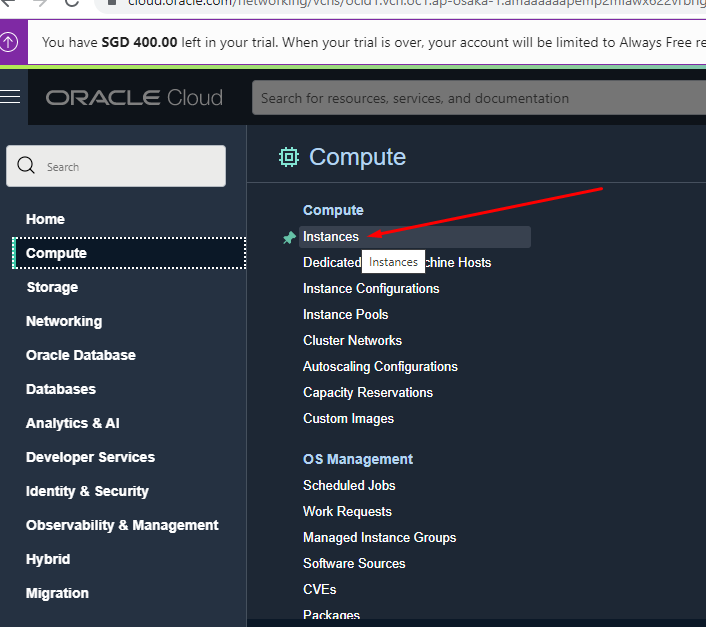 cloud.oracle.com/networking/vcns/ocid1.vcn.oc1.ap-osaka-1.
You have SGD 400.00 left in your trial. When your trial is over, your account will be limited to Always Free re
ORACLE Cloud
Search for resources, services, and documentation
Search
Home
Compute
Storage
Networking
Oracle Database
Databases
Analytics & AI
Developer Services
Identity & Security
Observability & Management
Hybrid
Migration
Compute
Compute
Instances
Dedicated chine Hosts
Instances
Instance Configurations
Instance Pools
Cluster Networks
Autoscaling Configurations
Capacity Reservations
Custom Images
OS Management
Scheduled Jobs
Work Requests
Managed Instance Groups
Software Sources
CVEs
Packages